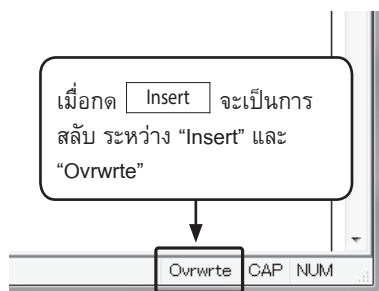 เมื่อกด Insert จะเป็นการ
สลับ ระหว่าง “Insert” และ
“Ovrwrte”
Ovrwrte CAP NUM